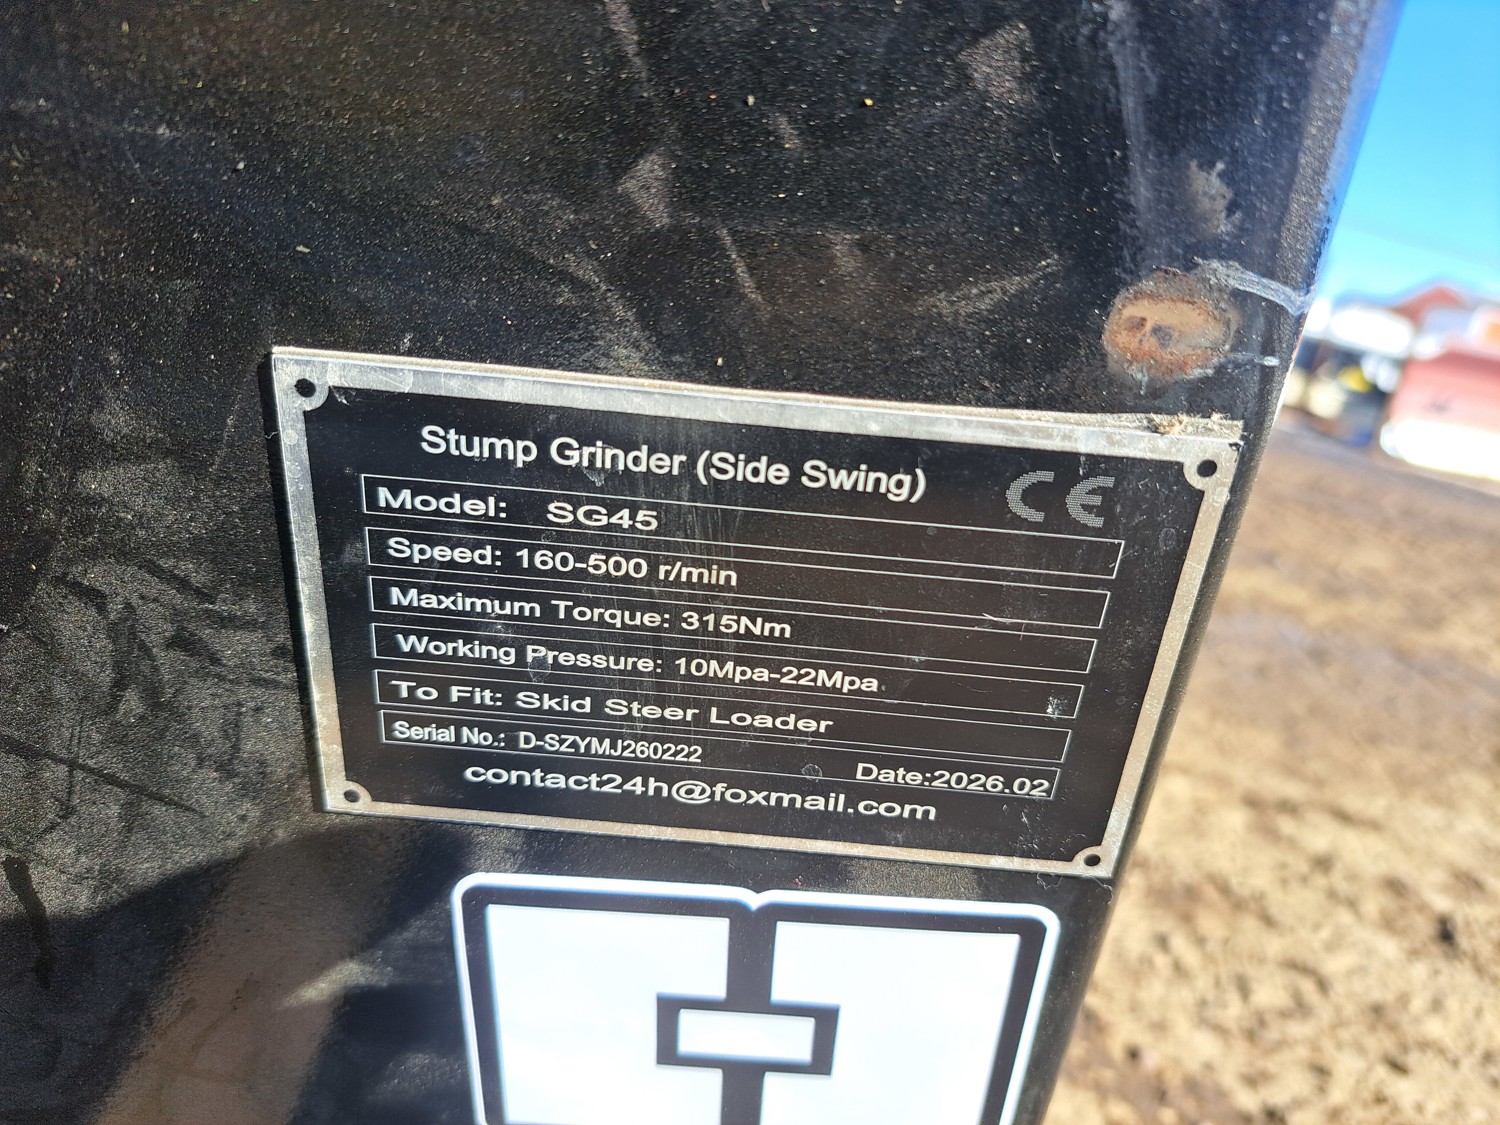 Stump Grinder (Side Swing)
CE
Model: SG45
Speed: 160-500 r/min
Maximum Torque: 315Nm
Working Pressure: 10Mpa-22Mpa
To Fit: Skid Steer Loader
Serial No.: D-SZYMJ260222 Date:2026.02
contact24h@foxmail.com